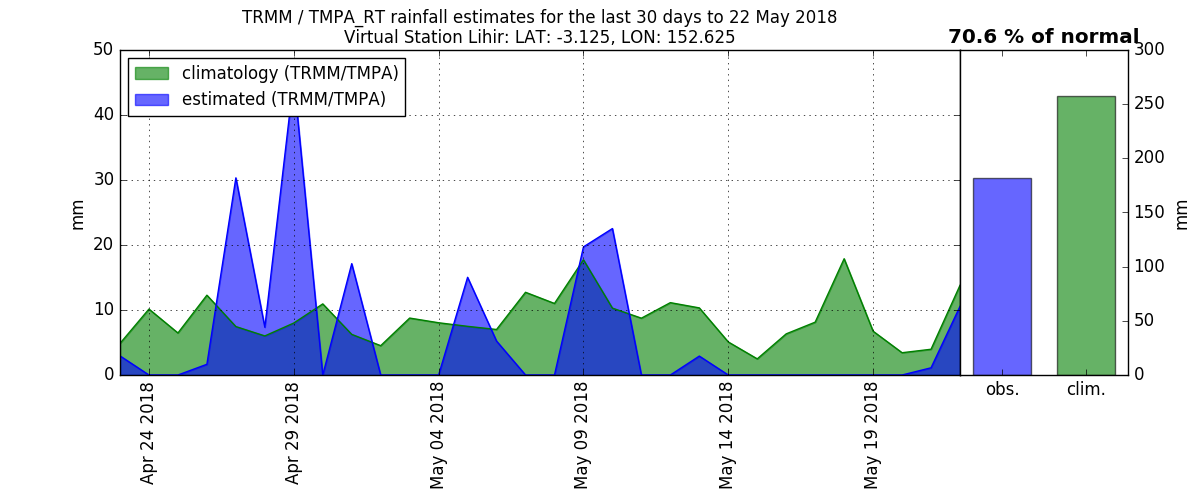 TRMM / TMPA_RT rainfall estimates for the last 30 days to 22 May 2018
Virtual Station Lihir: LAT: -3.125, LON: 152.625
70.6 % of normal
climatology (TRMM/TMPA)
estimated (TRMM/TMPA)
50
40
30
20
10
0
mm
Apr 24 2018
Apr 29 2018
May 04 2018
May 09 2018
May 14 2018
May 19 2018
300
250
200
150
100
50
0
mm
obs.
clim.